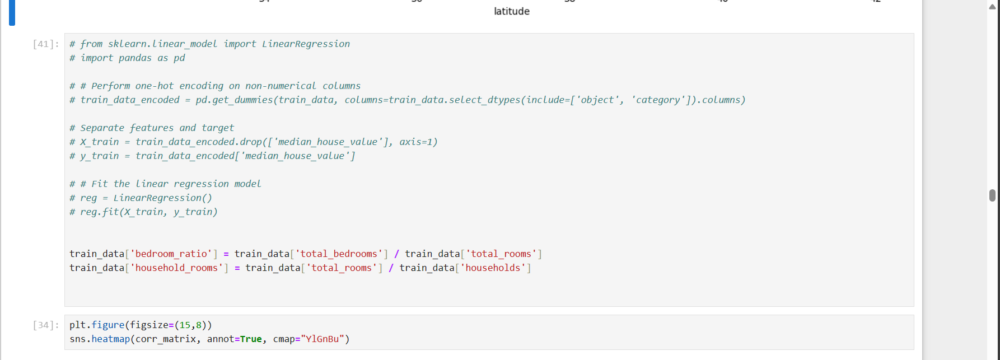 latitude
[41]:
# from sklearn.linear_model import LinearRegression
# import pandas as pd
# # Perform one-hot encoding on non-numerical columns
# train_data_encoded = pd.get_dummies(train_data, columns=train_data.select_dtypes(include=['object', 'category']).columns)
# Separate features and target
# X_train = train_data_encoded.drop(['median_house_value'], axis=1)
# y_train = train_data_encoded['median_house_value']
# # Fit the linear regression model
# reg = LinearRegression()
# reg.fit(X_train, y_train)
train_data['bedroom_ratio'] = train_data['total_bedrooms'] / train_data['total_rooms']
train_data['household_rooms'] = train_data['total_rooms'] / train_data['households']
[34]:
plt.figure(figsize=(15,8))
sns.heatmap(corr_matrix, annot=True, cmap="YlGnBu")